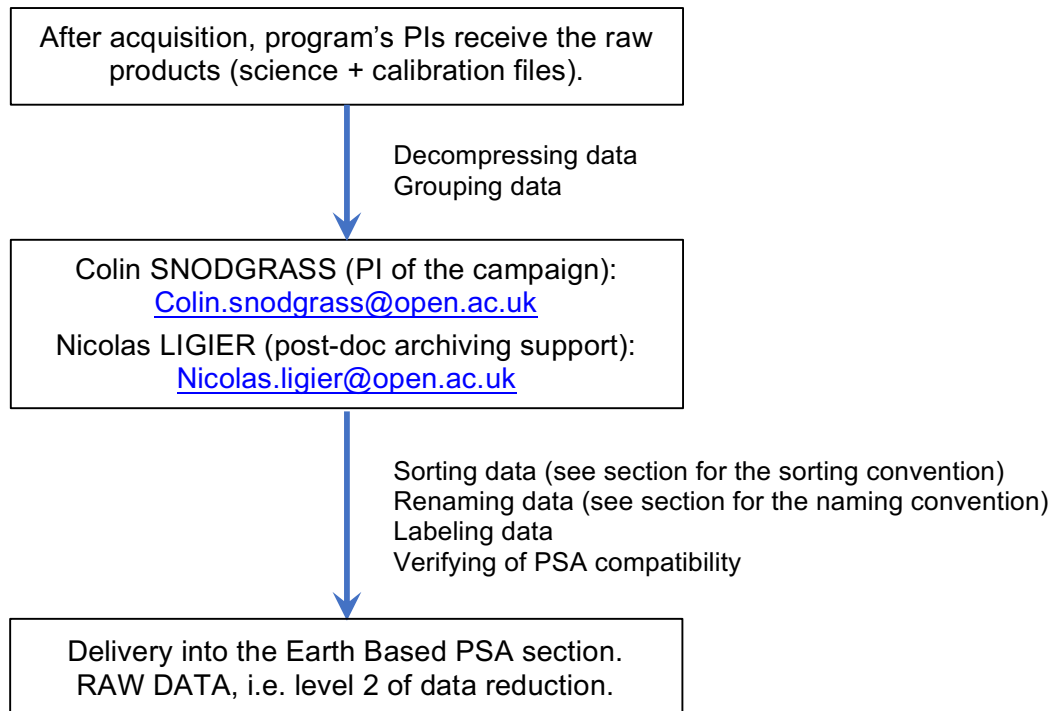 After acquisition, program’s PIs receive the raw
products (science + calibration files).
Decompressing data
Grouping data
Colin SNODGRASS (PI of the campaign):
Colin.snodgrass@open.ac.uk
Nicolas LIGIER (post-doc archiving support):
Nicolas.ligier@open.ac.uk
Sorting data (see section for the sorting convention)
Renaming data (see section for the naming convention)
Labeling data
Verifying of PSA compatibility
Delivery into the Earth Based PSA section.
RAW DATA, i.e. level 2 of data reduction.